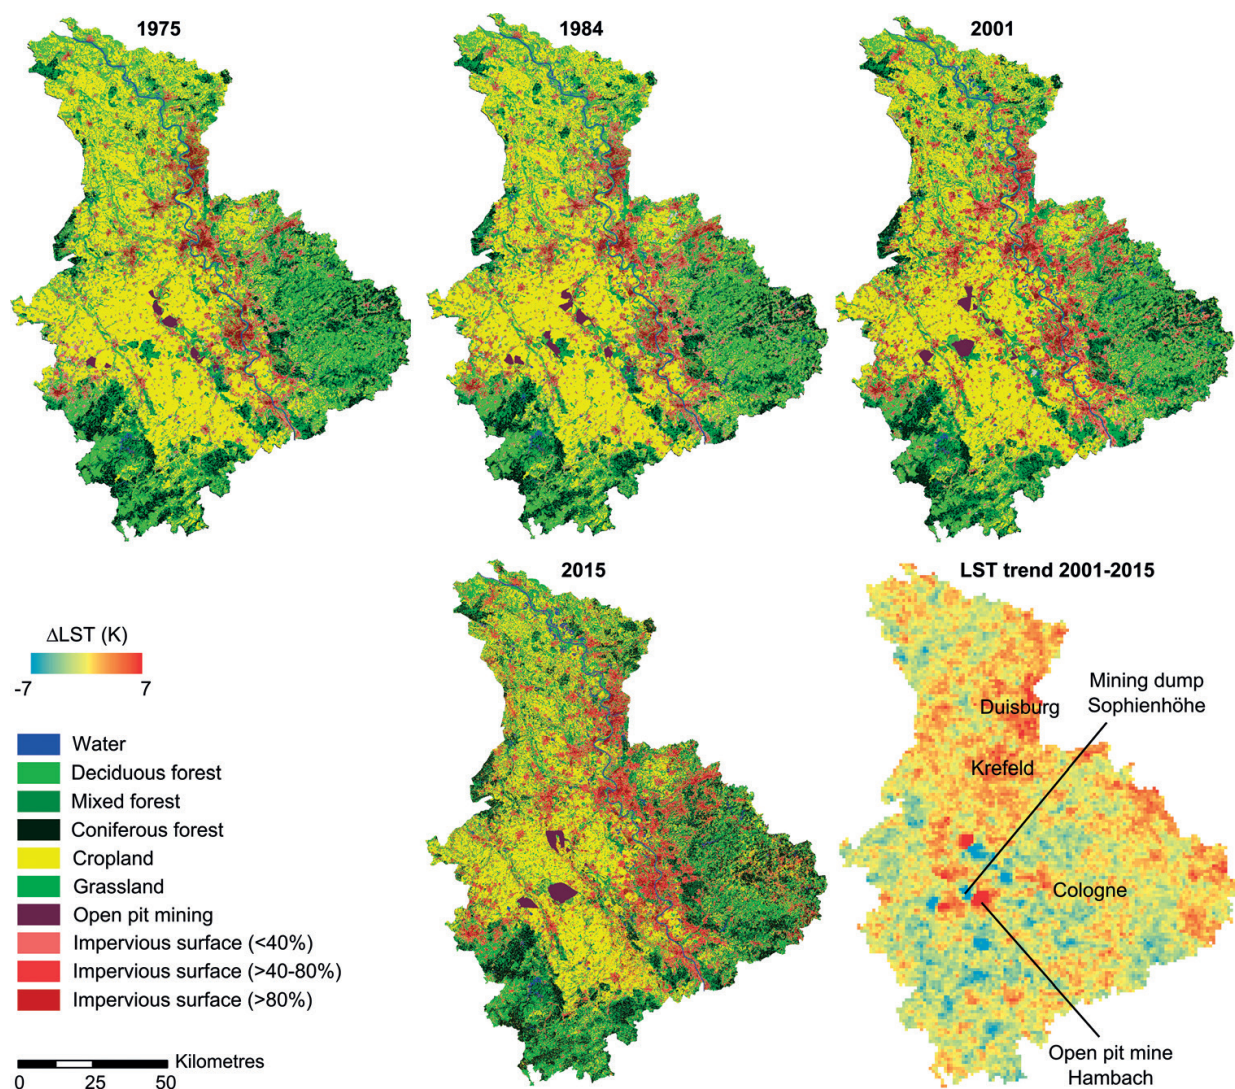 1975
1984
2001
2015
LST trend 2001-2015
ΔLST (K)
-7
7
Mining dump
Sophienhöhe
Duisburg
Krefeld
Cologne
Water
Deciduous forest
Mixed forest
Coniferous forest
Cropland
Grassland
Open pit mining
Impervious surface (<40%)
Impervious surface (>40-80%)
Impervious surface (>80%)
Open pit mine
Hambach
Kilometres
0
25
50